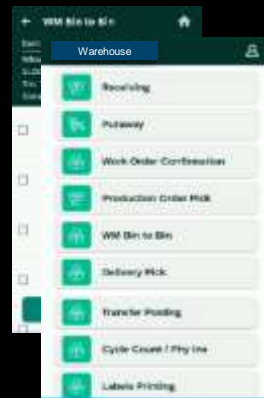 WM Bin to Bin
Warehouse
Receiving
Putaway
Work Order Confirmation
Production Order Pick
WM Bin to Bin
Delivery Pick
Transfer Posting
Cycle Count / Phy Inv
Labels Printing